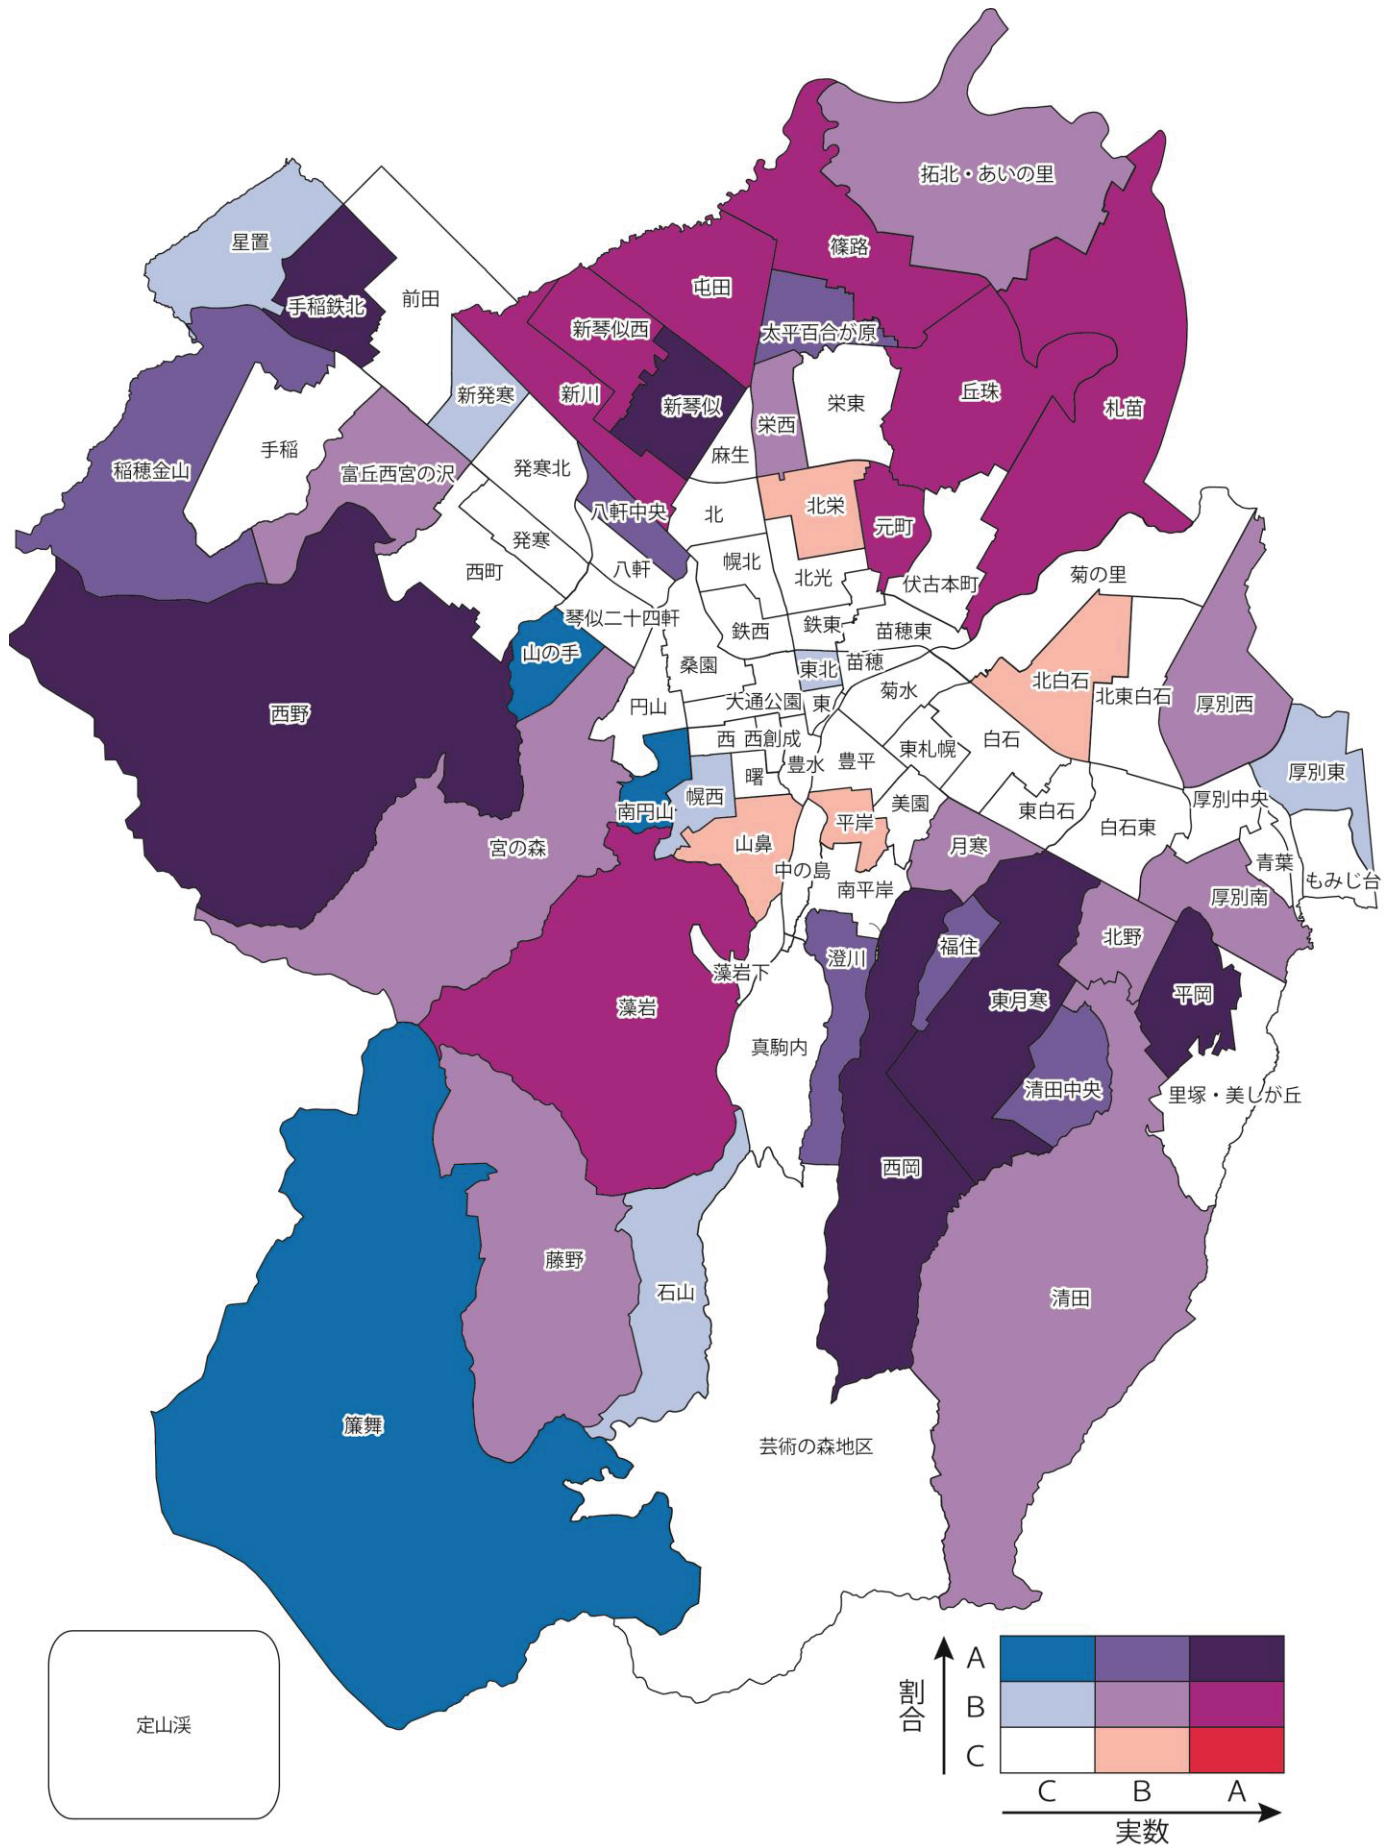 拓北・あいの里
星置
篠路
手稲鉄北
前田
屯田
新琴似西
太平百合が原
新発寒
新川
新琴似
栄東
丘珠
札苗
栄西
手稲
麻生
稲穂金山
富丘西宮の沢
発寒北
八軒中央
北
北栄
元町
発寒
西町
八軒
幌北
北光
伏古本町
菊の里
琴似二十四軒
鉄西
鉄東
苗穂東
山の手
桑園
東北
苗穂
北白石
菊水
北東白石
厚別西
西野
円山
大通公園
東
西
西創成
豊水
豊平
東札幌
白石
厚別東
曙
幌西
南円山
美園
東白石
厚別中央
平岸
白石東
宮の森
山鼻
月寒
中の島
南平岸
青葉
もみじ台
厚別南
北野
福住
澄川
藻岩下
平岡
東月寒
藻岩
真駒内
清田中央
里塚・美しが丘
西岡
藤野
石山
清田
簾舞
芸術の森地区
定山渓
割合
A
B
C
C B A
実数